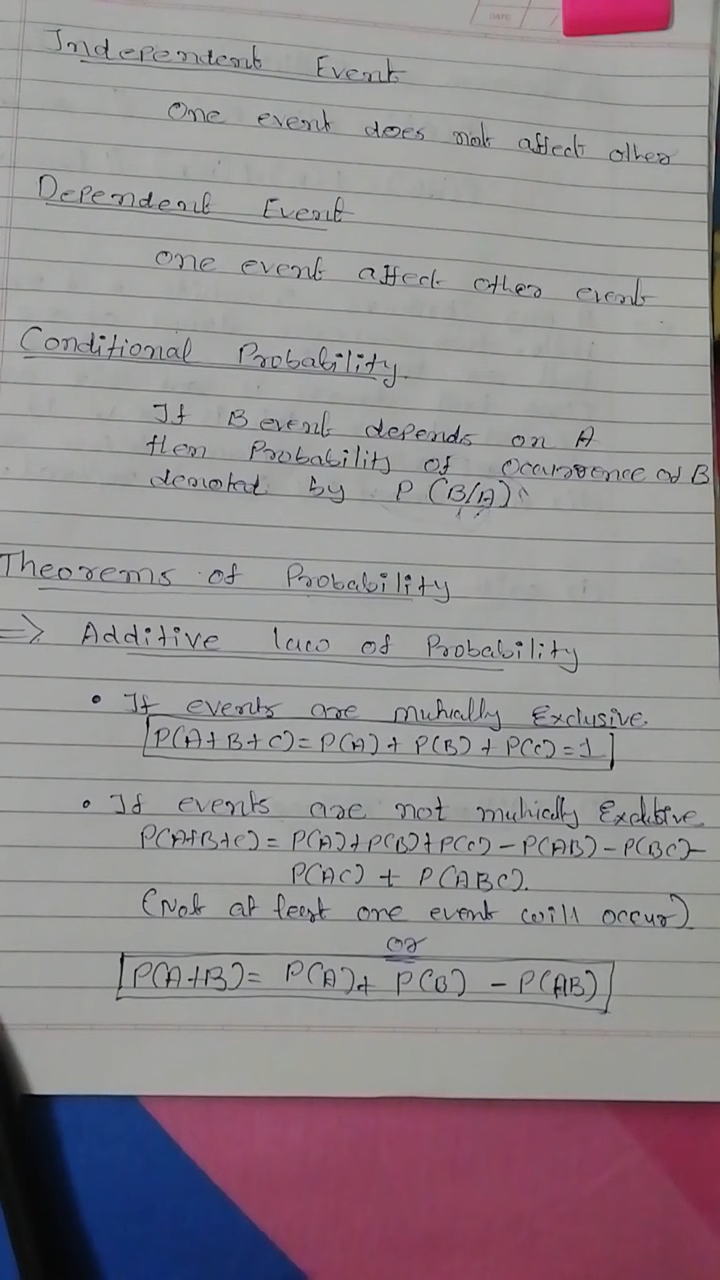 DATE
Independent Event
One event does not affect other
Dependent Event
one event affect other event
Conditional Probability
If B event depends on A
then Probability of Ocurrence of B
denoted by P(B/A)
Theorems of Probability
=> Additive law of Probability
• If events are mutually Exclusive.
P(A+B+C)= P(A)+ P(B)+ P(C)=1
• If events are not mutually Exclusive
P(A+B+C)= P(A)+P(B)+P(C)-P(AB)-P(BC)-
P(AC) + P(ABC).
(Not at least one event will occur)
or
P(A+B)= P(A)+ P(B) - P(AB)